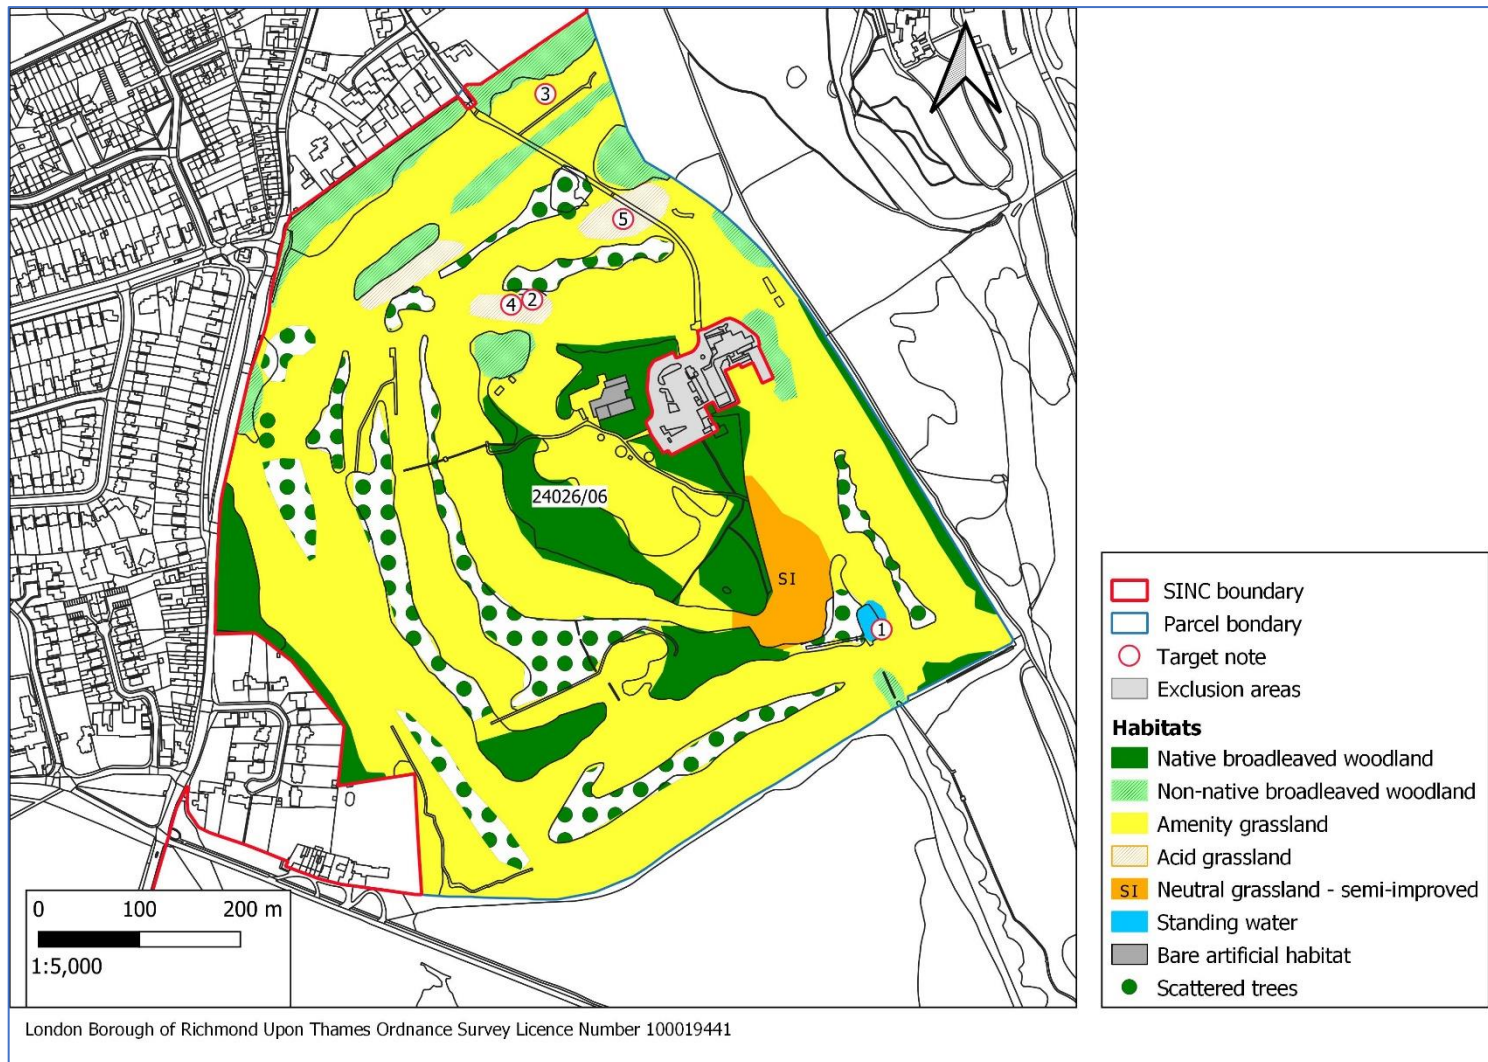 3
5
4
2
24026/06
SI
1
0 100 200 m
1:5,000
SINC boundary
Parcel bondary
Target note
Exclusion areas
Habitats
Native broadleaved woodland
Non-native broadleaved woodland
Amenity grassland
Acid grassland
SI Neutral grassland - semi-improved
Standing water
Bare artificial habitat
Scattered trees
London Borough of Richmond Upon Thames Ordnance Survey Licence Number 100019441